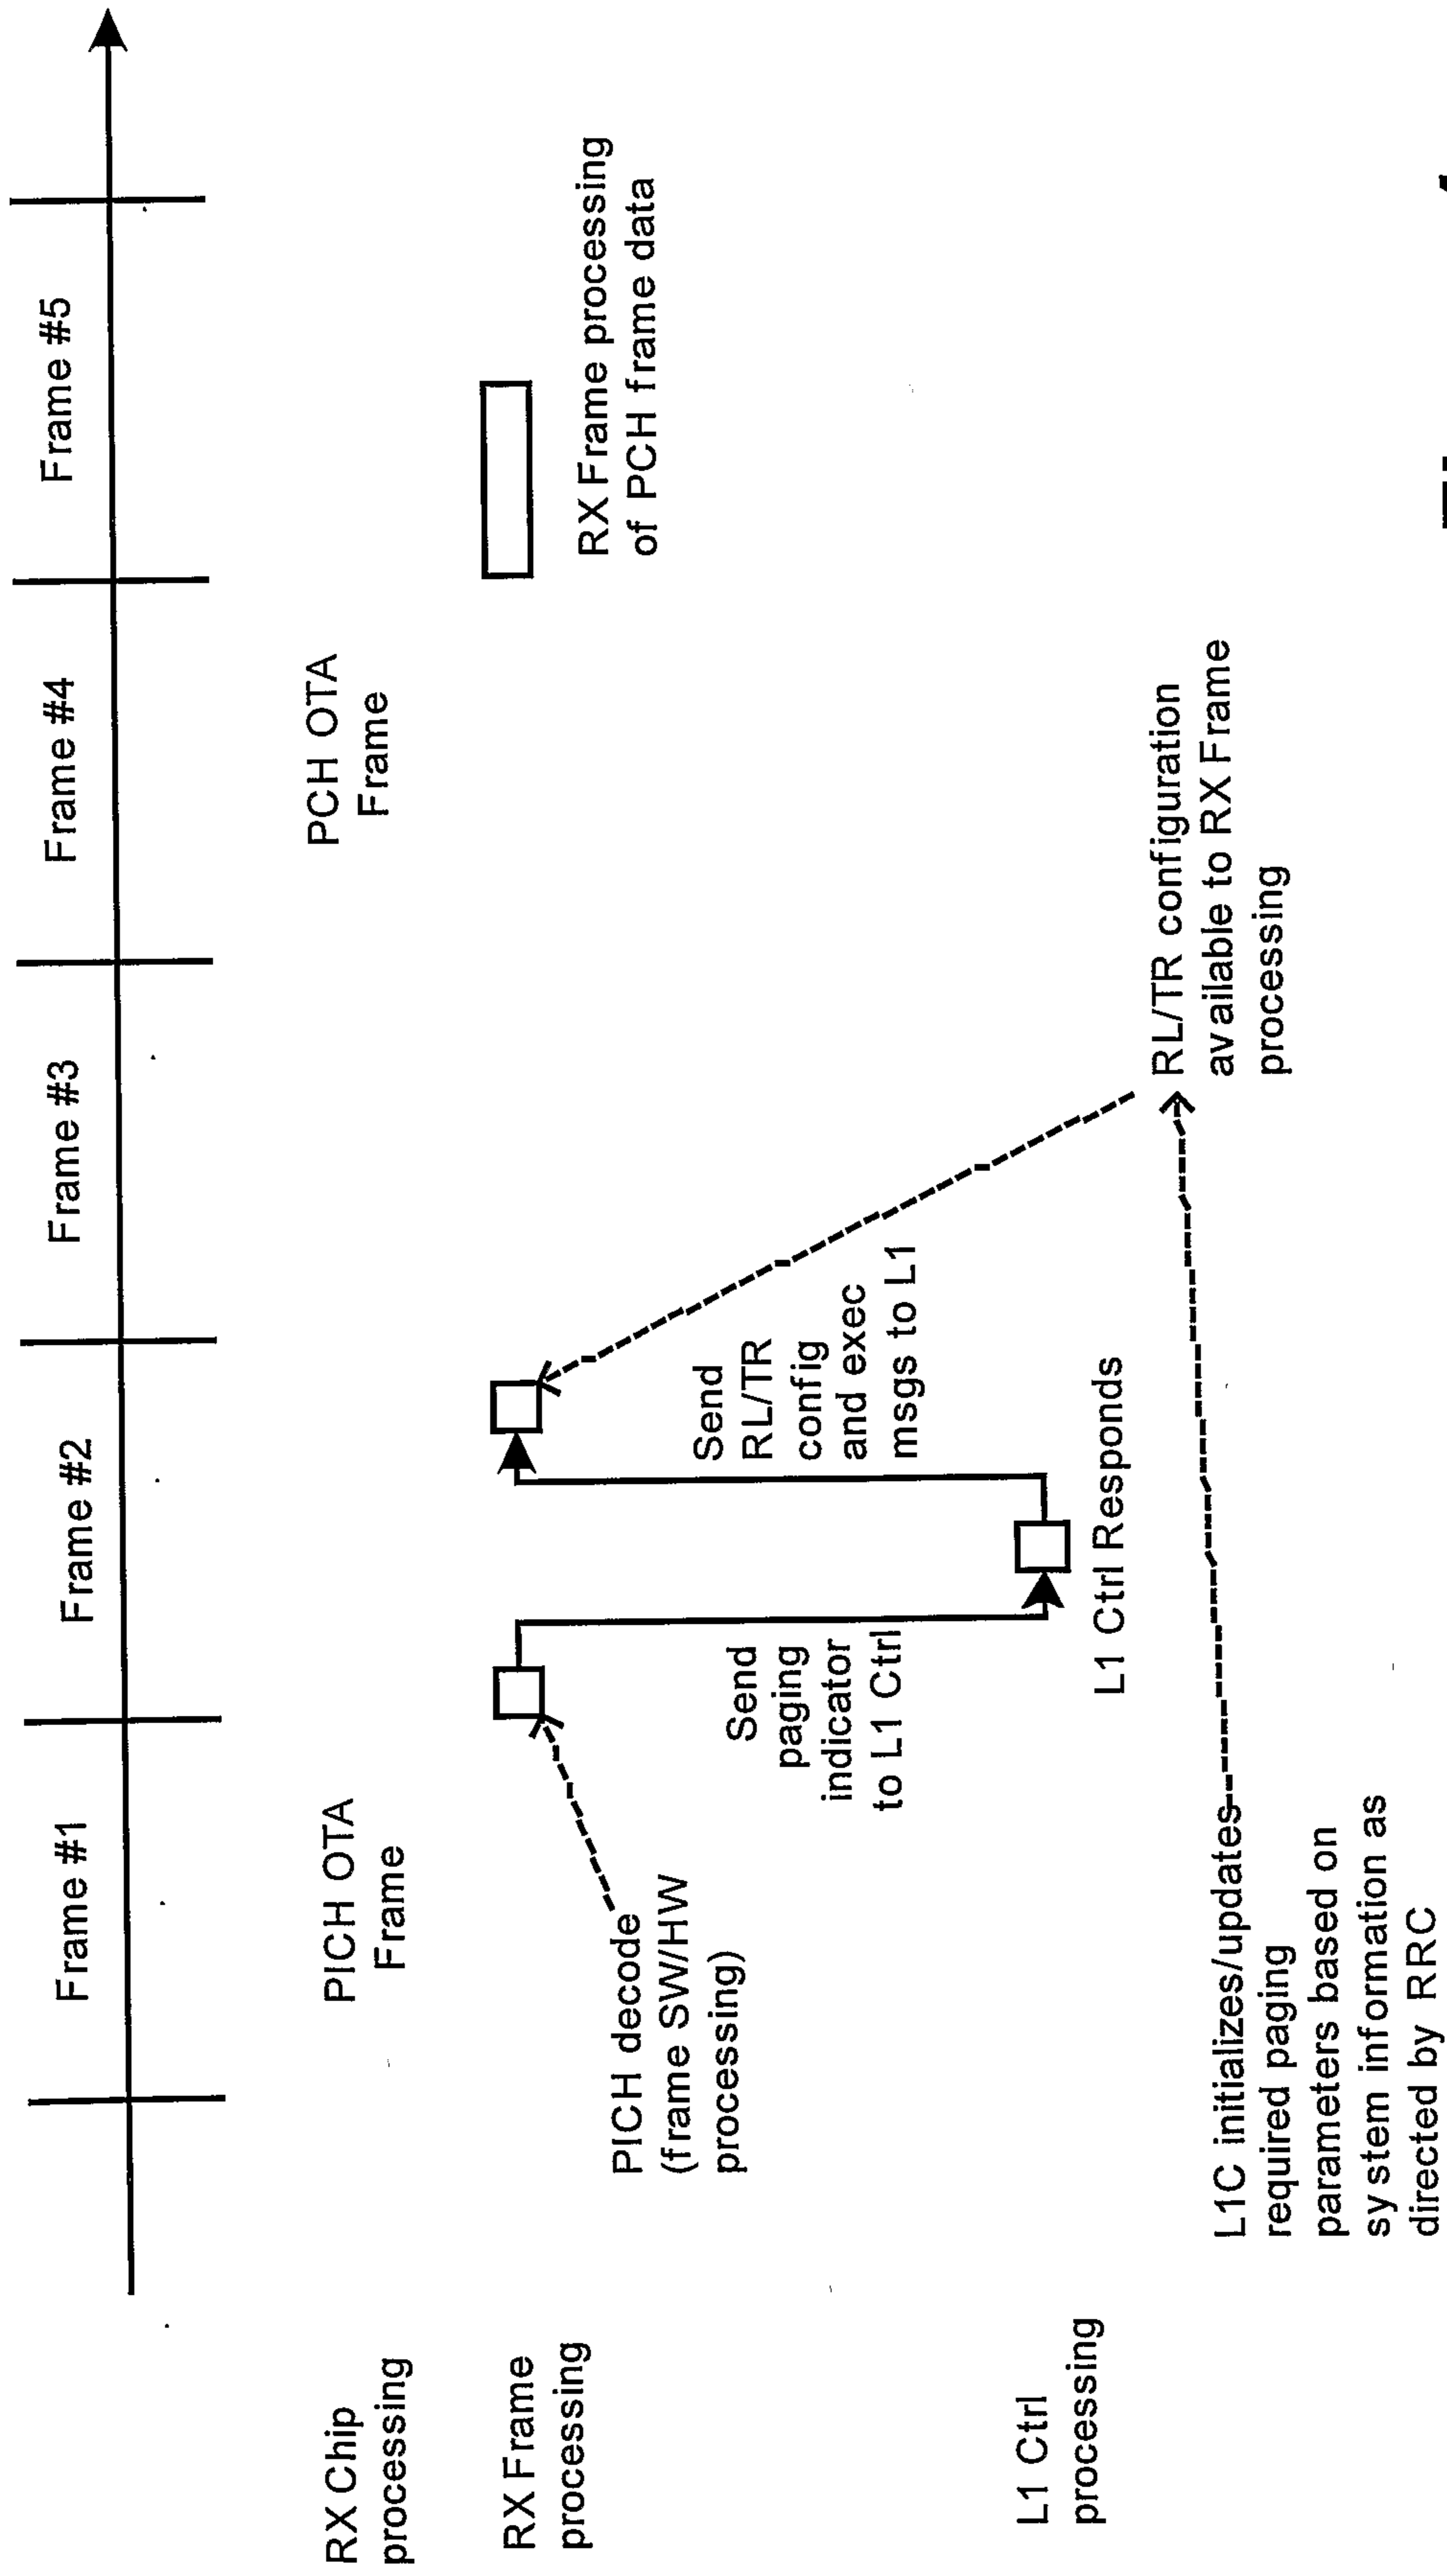 Frame #1
Frame #2
Frame #3
Frame #4
Frame #5
RX Chip
processing
PICH OTA
Frame
PCH OTA
Frame
RX Frame
processing
PICH decode
(frame SW/HW
processing)
Send
paging
indicator
to L1 Ctrl
Send
RL/TR
config
and exec
msgs to L1
RX Frame processing
of PCH frame data
L1 Ctrl
processing
L1 Ctrl Responds
RL/TR configuration
available to RX Frame
processing
L1C initializes/updates
required paging
parameters based on
system information as
directed by RRC